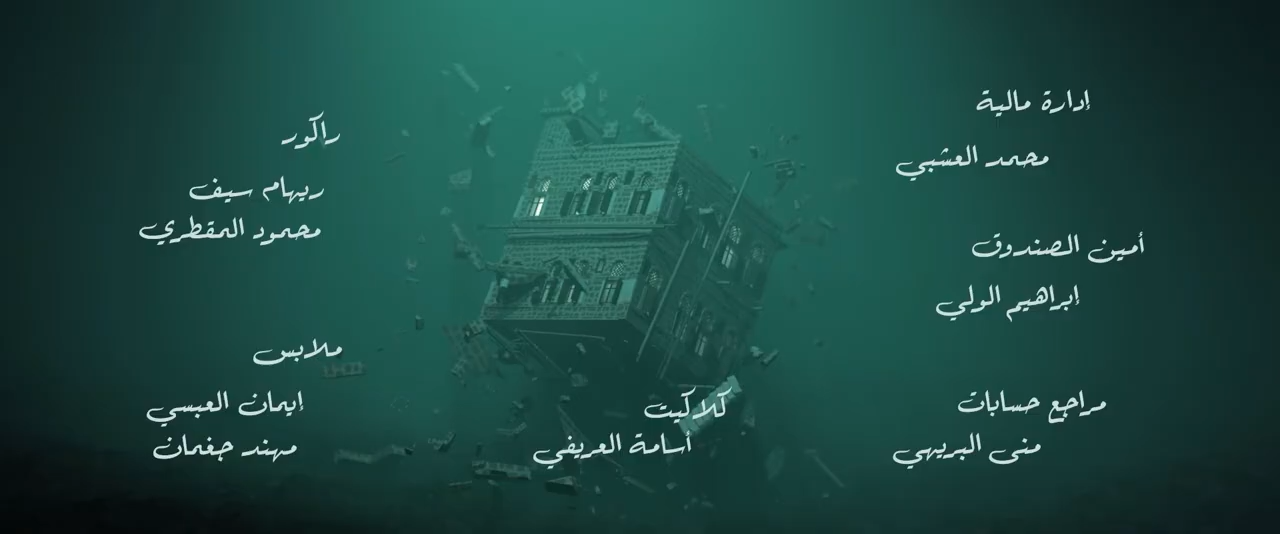 إدارة مالية
محمد العشبي
أمين الصندوق
إبراهيم الولي
مراجع حسابات
منى البريهي
كلاكيت
أسامة العريفي
راكور
ريهام سيف
محمود المقطري
ملابس
ايمان العبسي
مهند جغمان